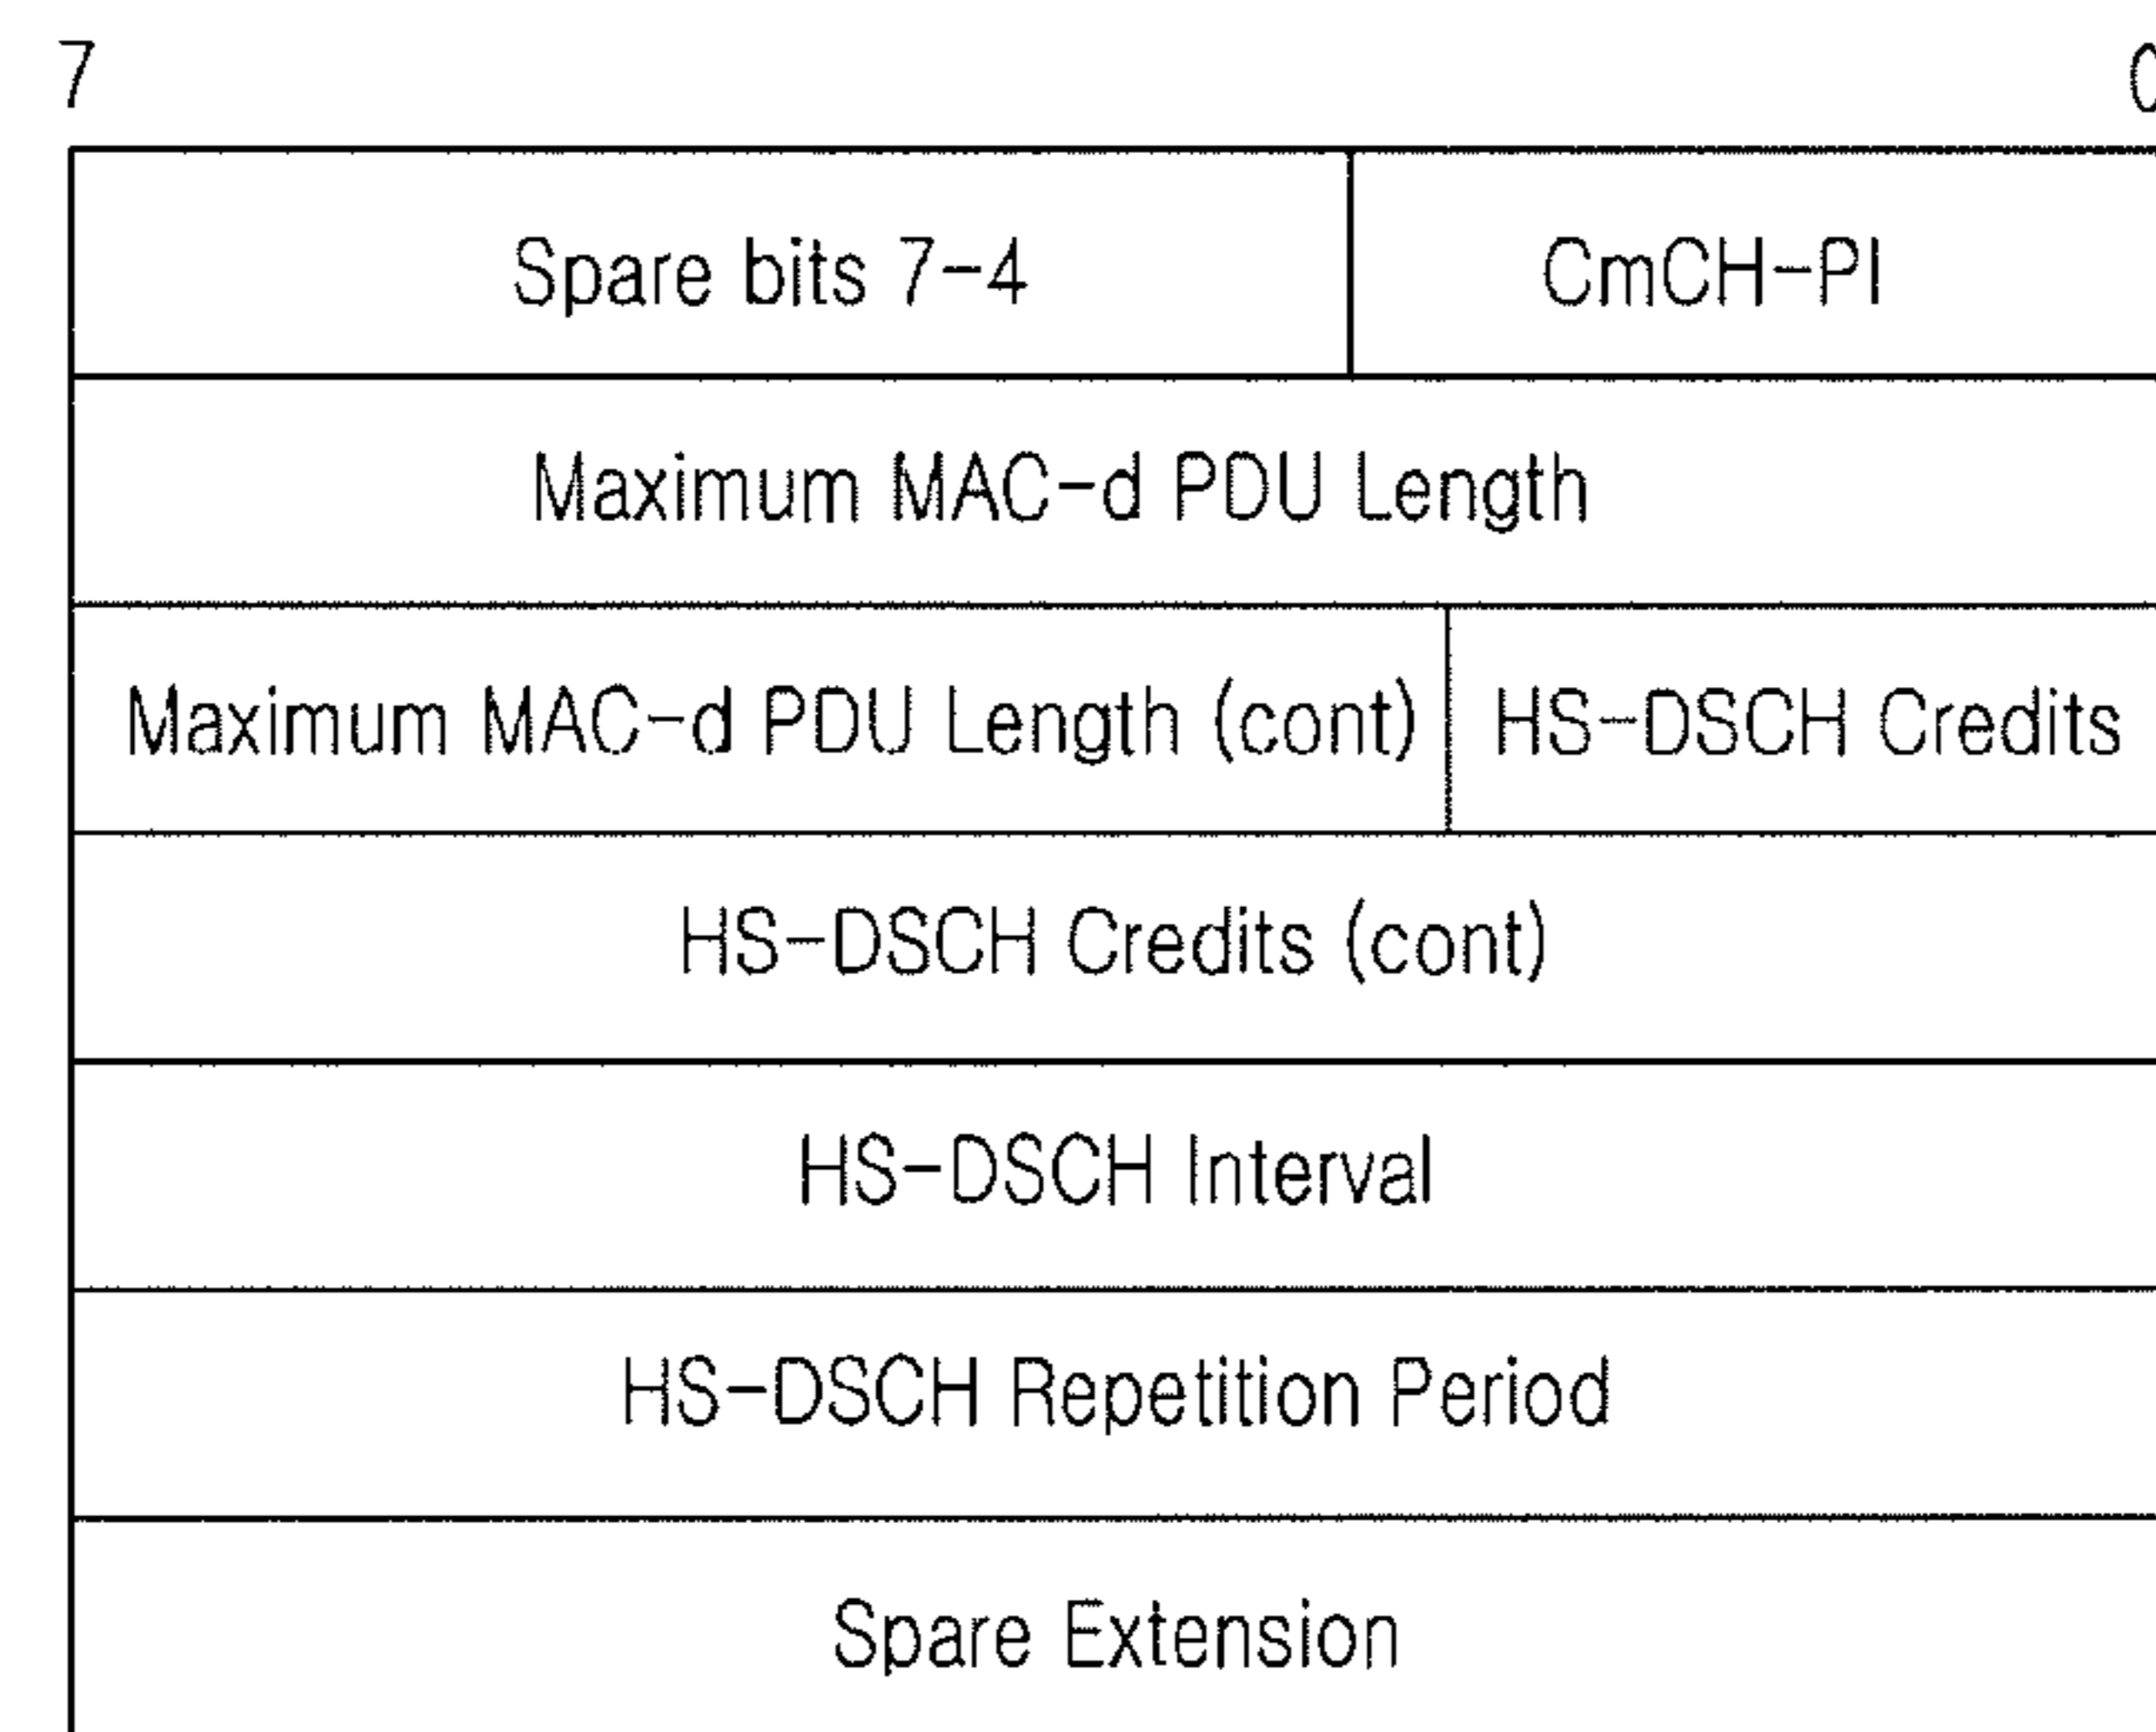 7 0
Spare bits 7-4 CmCH-PI
Maximum MAC-d PDU Length
Maximum MAC-d PDU Length (cont) HS-DSCH Credits
HS-DSCH Credits (cont)
HS-DSCH Interval
HS-DSCH Repetition Period
Spare Extension